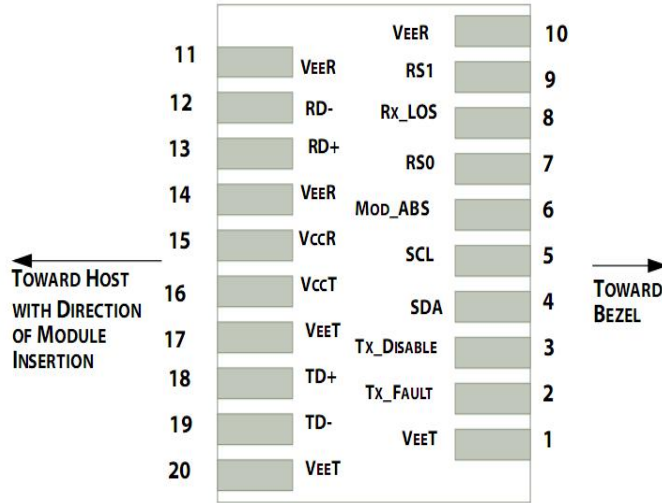 VEER 10
11 VEER
RS1 9
12 RD-
RX_LOS 8
13 RD+
RS0 7
14 VEER
MOD_ABS 6
15 VCCR
SCL 5
TOWARD HOST
WITH DIRECTION
OF MODULE
INSERTION
TOWARD
BEZEL
16 VCCT
SDA 4
17 VEET
TX_DISABLE 3
18 TD+
TX_FAULT 2
19 TD-
VEET 1
20 VEET